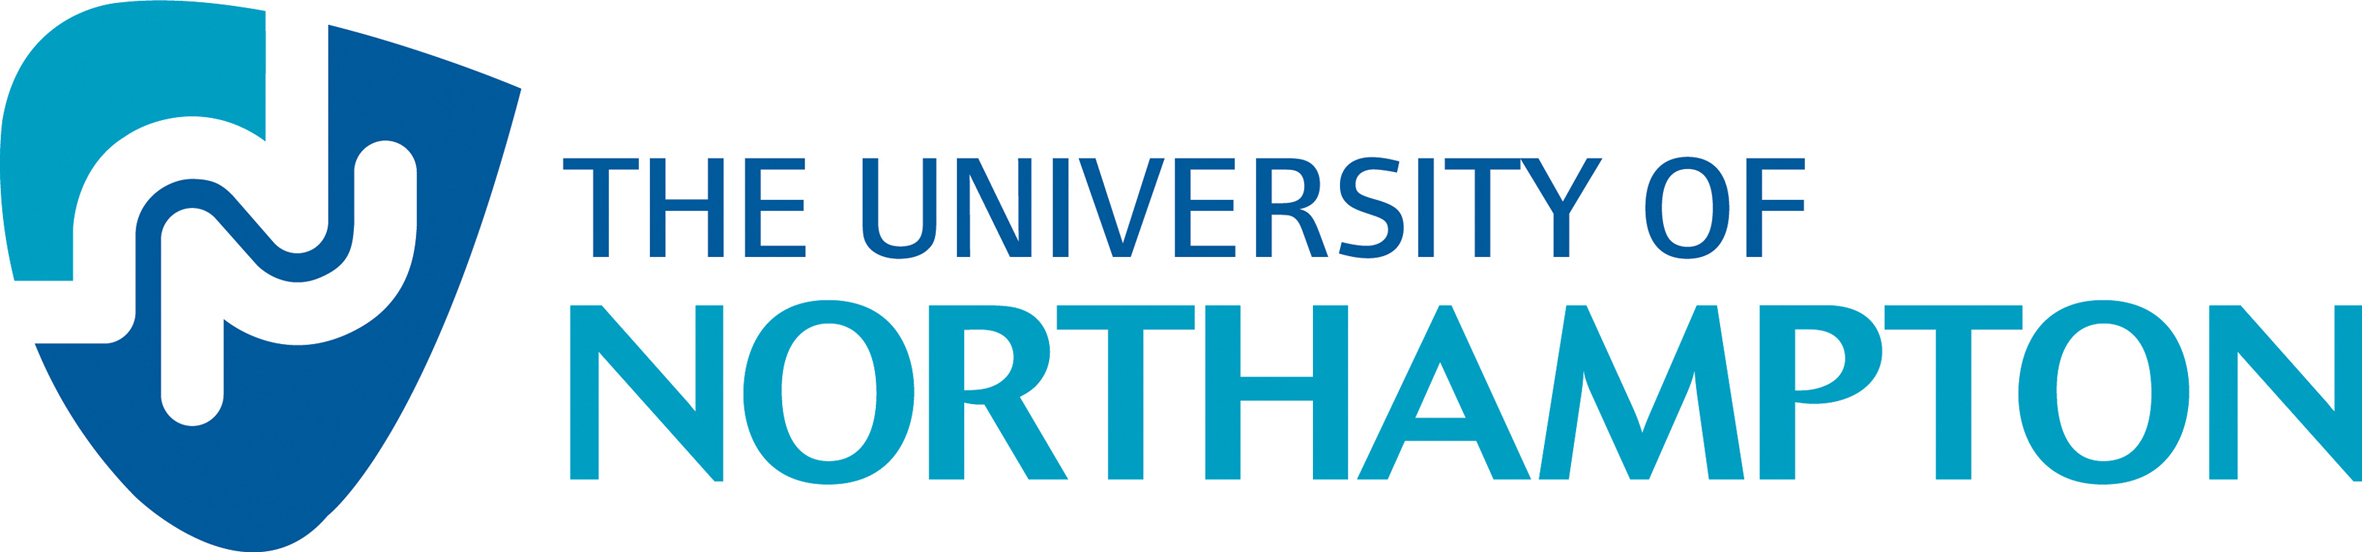 THE UNIVERSITY OF
NORTHAMPTON